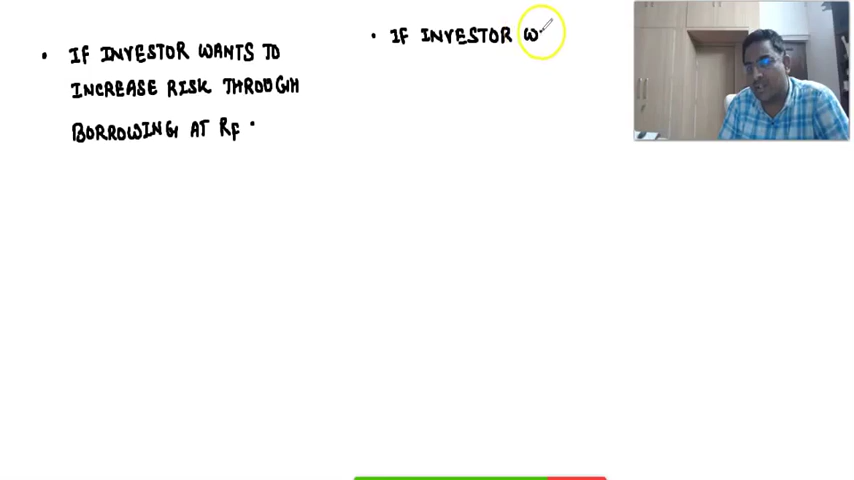 • IF INVESTOR WANTS TO
INCREASE RISK THROUGH
BORROWING AT RF •
• IF INVESTOR W